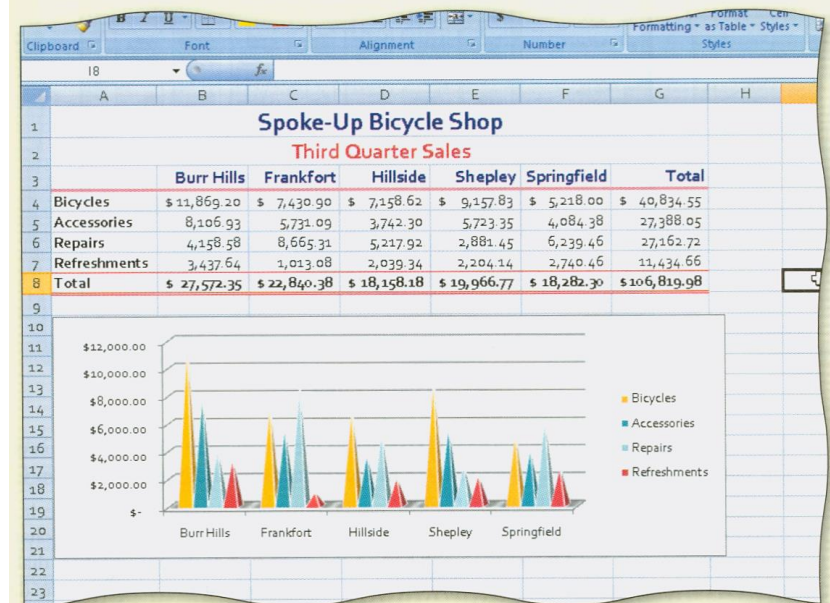 B I U $
Formatting as Table Styles
Format Cell
Clipboard Font Alignment Number Styles
I8 fx
A B C D E F G H
1 Spoke-Up Bicycle Shop
2 Third Quarter Sales
3 Burr Hills Frankfort Hillside Shepley Springfield Total
4 Bicycles $ 11,869.20 $ 7,430.90 $ 7,158.62 $ 9,157.83 $ 5,218.00 $ 40,834.55
5 Accessories 8,106.93 5,731.09 3,742.30 5,723.35 4,084.38 27,388.05
6 Repairs 4,158.58 8,665.31 5,217.92 2,881.45 6,239.46 27,162.72
7 Refreshments 3,437.64 1,013.08 2,039.34 2,204.14 2,740.46 11,434.66
8 Total $ 27,572.35 $ 22,840.38 $ 18,158.18 $ 19,966.77 $ 18,282.30 $ 106,819.98
9
10
11 $12,000.00
12 $10,000.00
13 $8,000.00 Bicycles
14
15 $6,000.00 Accessories
16 $4,000.00 Repairs
17 Refreshments
18 $2,000.00
19 $-
20 Burr Hills Frankfort Hillside Shepley Springfield
21
22
23